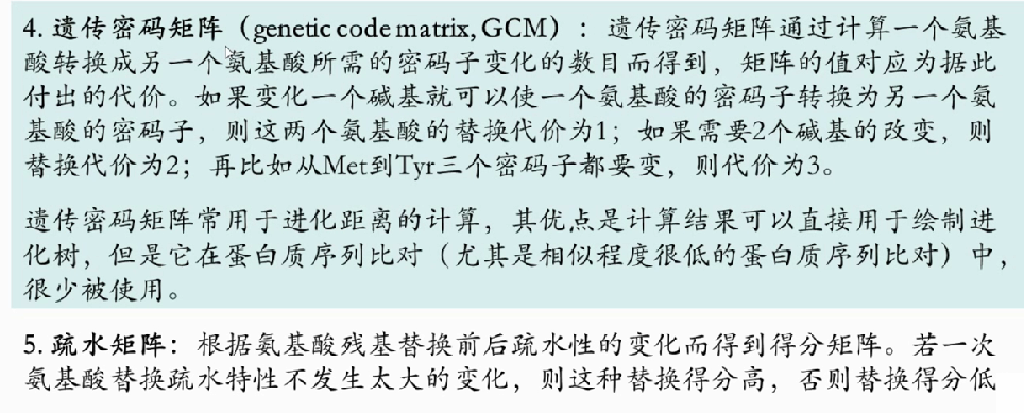 4. 遗传密码矩阵（genetic code matrix, GCM）：遗传密码矩阵通过计算一个氨基
酸转换成另一个氨基酸所需的密码子变化的数目而得到，矩阵的值对应为据此
付出的代价。如果变化一个碱基就可以使一个氨基酸的密码子转换为另一个氨
基酸的密码子，则这两个氨基酸的替换代价为1；如果需要2个碱基的改变，则
替换代价为2；再比如从Met到Tyr三个密码子都要变，则代价为3。
遗传密码矩阵常用于进化距离的计算，其优点是计算结果可以直接用于绘制进
化树，但是它在蛋白质序列比对（尤其是相似程度很低的蛋白质序列比对）中，
很少被使用。
5. 疏水矩阵：根据氨基酸残基替换前后疏水性的变化而得到得分矩阵。若一次
氨基酸替换疏水特性不发生太大的变化，则这种替换得分高，否则替换得分低